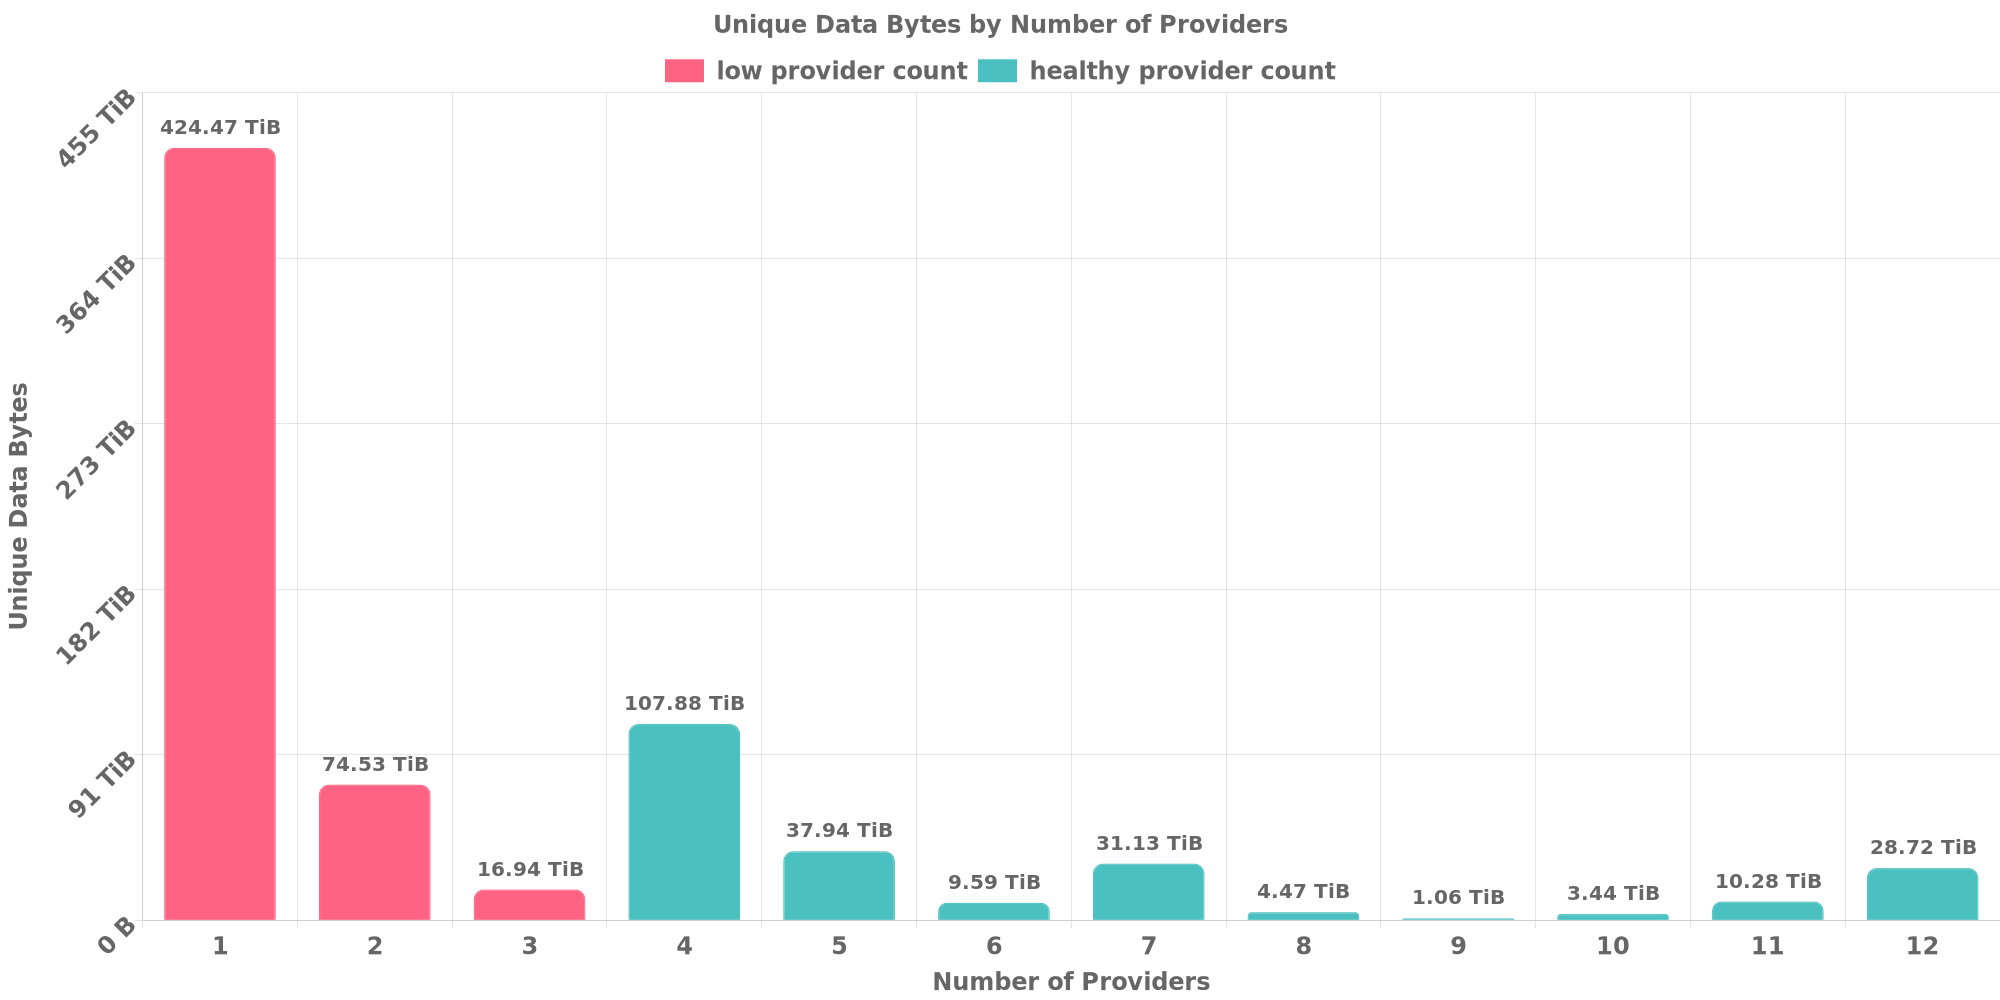 Unique Data Bytes by Number of Providers
low provider count healthy provider count
455 TiB
364 TiB
273 TiB
182 TiB
91 TiB
0 B
Unique Data Bytes
424.47 TiB
74.53 TiB
16.94 TiB
107.88 TiB
37.94 TiB
9.59 TiB
31.13 TiB
4.47 TiB
1.06 TiB
3.44 TiB
10.28 TiB
28.72 TiB
1 2 3 4 5 6 7 8 9 10 11 12
Number of Providers